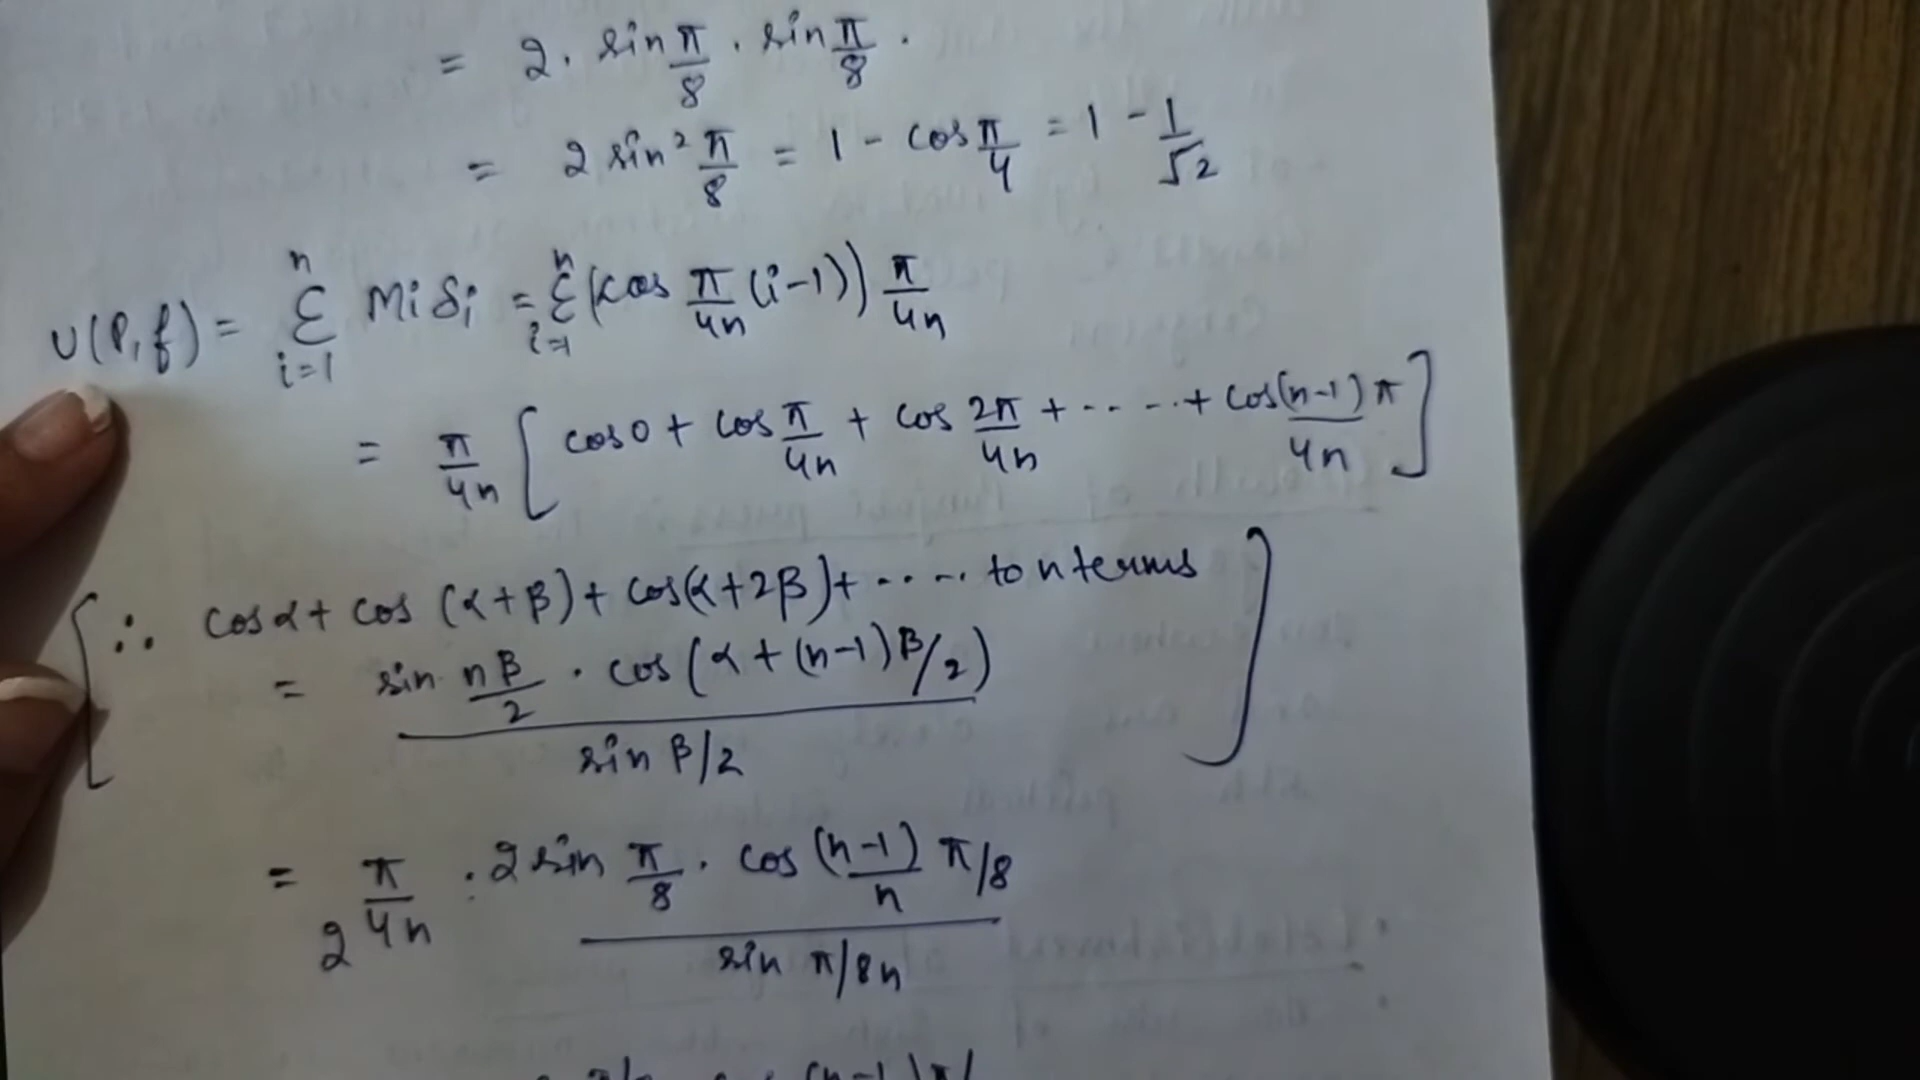 = 2 . sin π/8 . sin π/8 .
= 2 sin² π/8 = 1 - cos π/4 = 1 - 1/√2
U(P,f) = Σ_{i=1}^{n} Mi δi = Σ_{i=1}^{n} (cos π/4n (i-1)) π/4n
= π/4n [ cos 0 + cos π/4n + cos 2π/4n + ..... + cos (n-1)π/4n ]
[ ∴ cos α + cos (α+β) + cos(α+2β) + ..... to n terms
= sin nβ/2 . cos (α + (n-1) β/2) / sin β/2 ]
= π/2 4n . 2 sin π/8 . cos (n-1)/n π/8 / sin π/8n